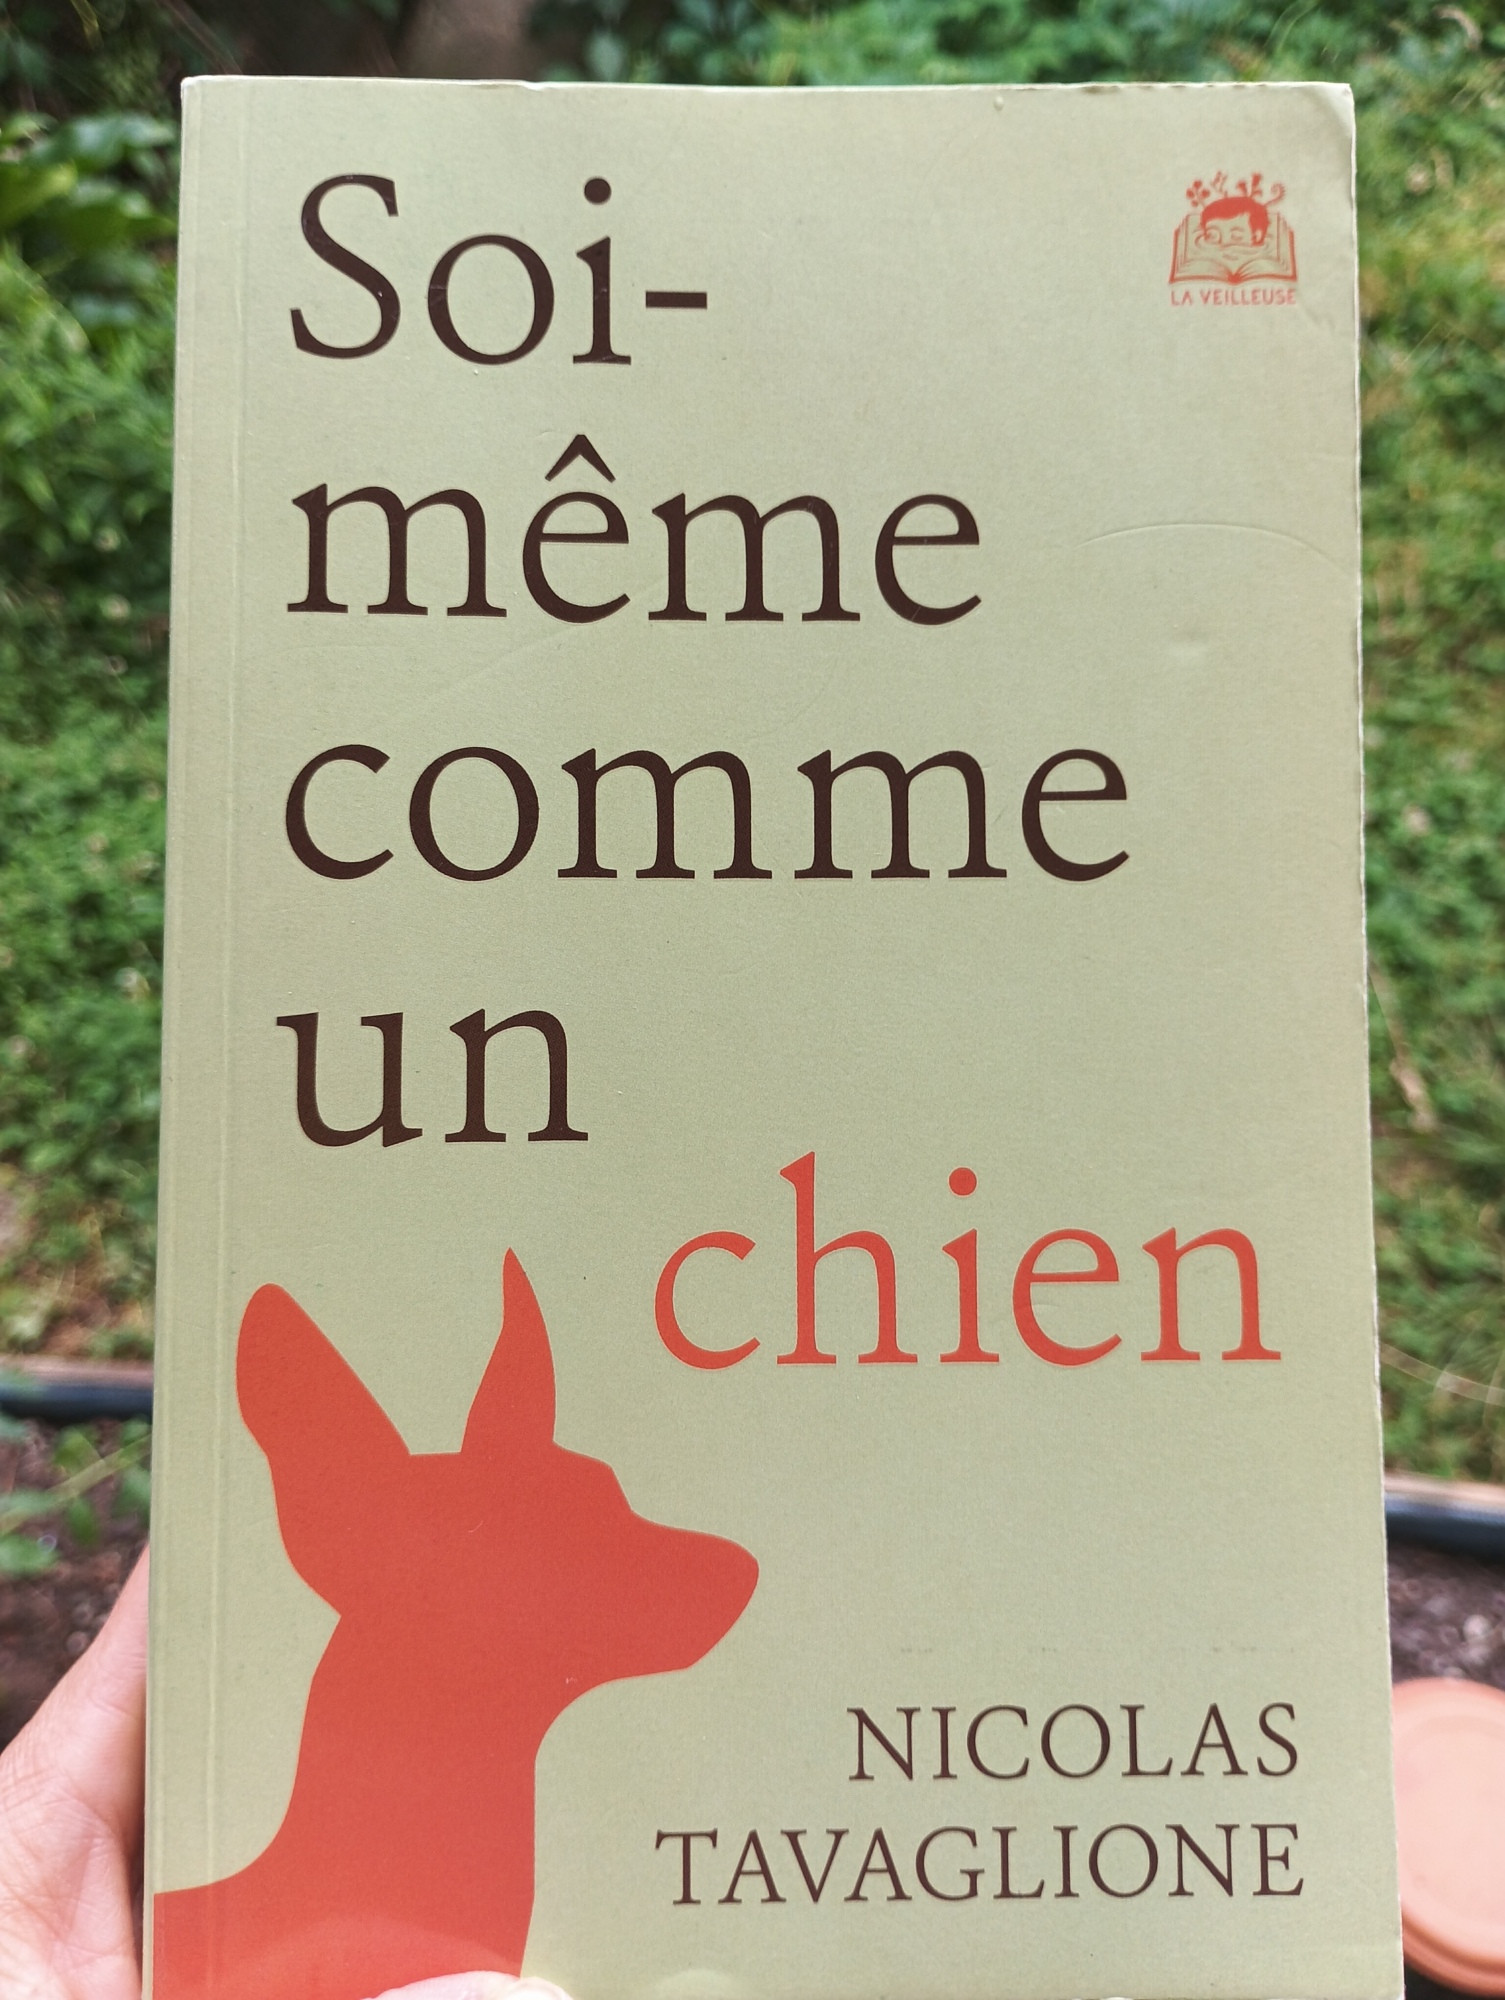 Soi-
LA VEILLEUSE
même
comme
un
chien
NICOLAS
TAVAGLIONE